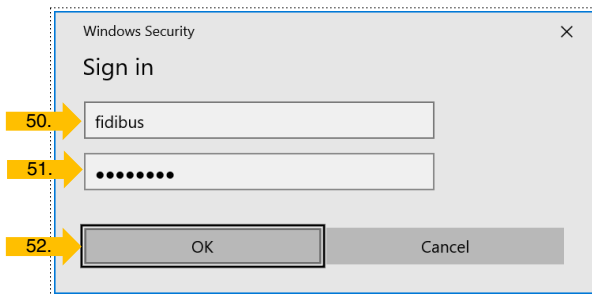 Windows Security
Sign in
50. fidibus
51. ●●●●●●●●
52. OK Cancel